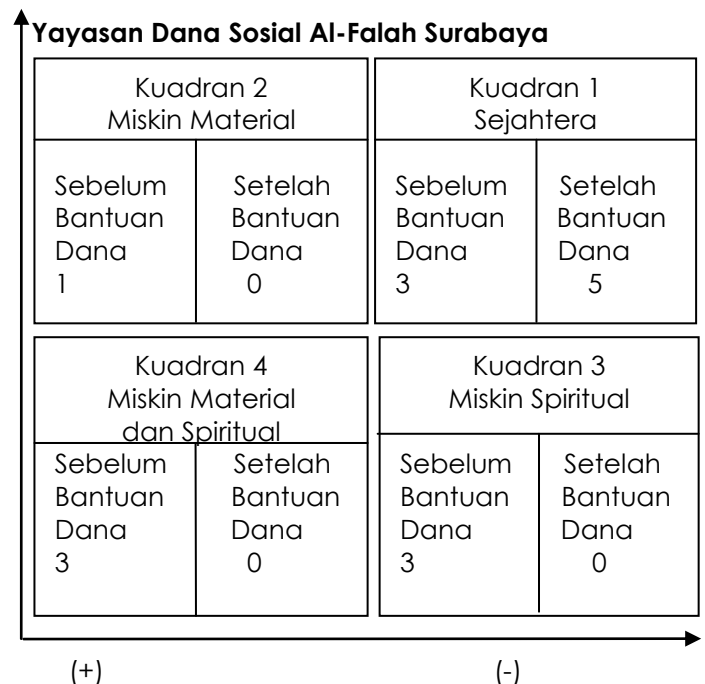 Yayasan Dana Sosial Al-Falah Surabaya
Kuadran 2
Miskin Material
Sebelum
Bantuan
Dana
1
Setelah
Bantuan
Dana
0
Kuadran 1
Sejahtera
Sebelum
Bantuan
Dana
3
Setelah
Bantuan
Dana
5
Kuadran 4
Miskin Material
dan Spiritual
Sebelum
Bantuan
Dana
3
Setelah
Bantuan
Dana
0
Kuadran 3
Miskin Spiritual
Sebelum
Bantuan
Dana
3
Setelah
Bantuan
Dana
0
(+)
(-)